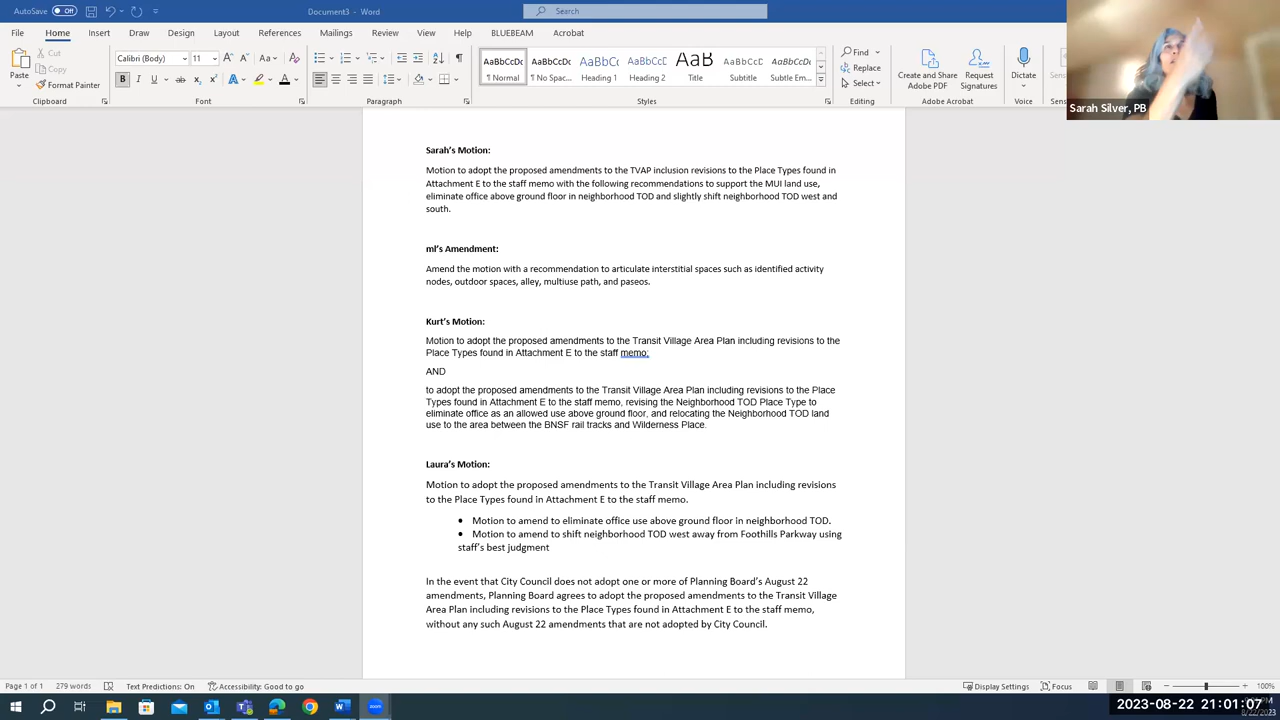 AutoSave Off Document3 - Word Search
File Home Insert Draw Design Layout References Mailings Review View Help BLUEBEAM Acrobat
Paste Cut Copy Format Painter
Calibri (Body) 11
AaBbCcDc AaBbCcDc AaBbCc AaBbCcD AaB AaBbCcD AaBbCcDc
¶ Normal ¶ No Spac... Heading 1 Heading 2 Title Subtitle Subtle Em...
Find Replace Select
Create and Share Adobe PDF Request Signatures Dictate
Clipboard Font Paragraph Styles Editing Adobe Acrobat Voice
Sarah Silver, PB
Sarah's Motion:
Motion to adopt the proposed amendments to the TVAP inclusion revisions to the Place Types found in
Attachment E to the staff memo with the following recommendations to support the MUI land use,
eliminate office above ground floor in neighborhood TOD and slightly shift neighborhood TOD west and
south.
ml's Amendment:
Amend the motion with a recommendation to articulate interstitial spaces such as identified activity
nodes, outdoor spaces, alley, multiuse path, and paseos.
Kurt's Motion:
Motion to adopt the proposed amendments to the Transit Village Area Plan including revisions to the
Place Types found in Attachment E to the staff memo;
AND
to adopt the proposed amendments to the Transit Village Area Plan including revisions to the Place
Types found in Attachment E to the staff memo, revising the Neighborhood TOD Place Type to
eliminate office as an allowed use above ground floor, and relocating the Neighborhood TOD land
use to the area between the BNSF rail tracks and Wilderness Place.
Laura's Motion:
Motion to adopt the proposed amendments to the Transit Village Area Plan including revisions
to the Place Types found in Attachment E to the staff memo.
• Motion to amend to eliminate office use above ground floor in neighborhood TOD.
• Motion to amend to shift neighborhood TOD west away from Foothills Parkway using
staff's best judgment
In the event that City Council does not adopt one or more of Planning Board's August 22
amendments, Planning Board agrees to adopt the proposed amendments to the Transit Village
Area Plan including revisions to the Place Types found in Attachment E to the staff memo,
without any such August 22 amendments that are not adopted by City Council.
Page 1 of 1 279 words Text Predictions: On Accessibility: Good to go Display Settings Focus 100%
2023-08-22 21:01:07